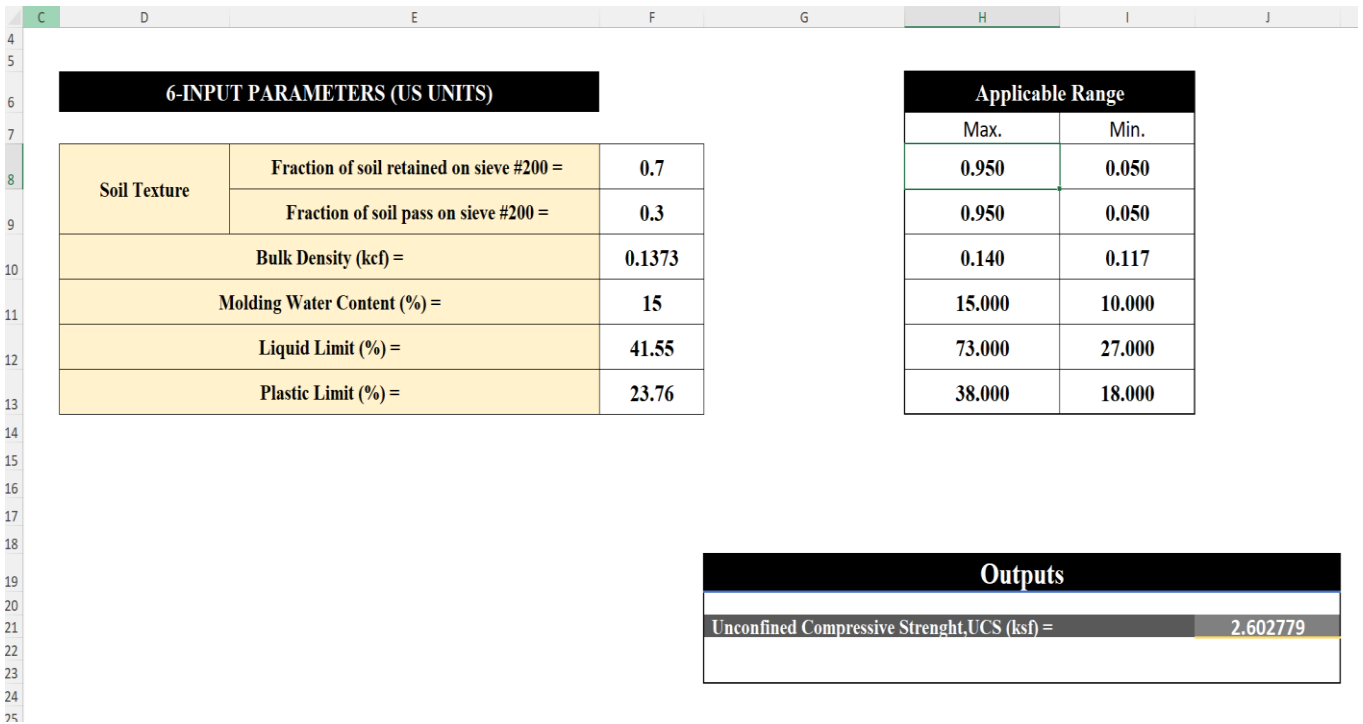 C D E F G H I J
4
5
6 6-INPUT PARAMETERS (US UNITS) Applicable Range
7 Max. Min.
8 Soil Texture Fraction of soil retained on sieve #200 = 0.7 0.950 0.050
9 Fraction of soil pass on sieve #200 = 0.3 0.950 0.050
10 Bulk Density (kcf) = 0.1373 0.140 0.117
11 Molding Water Content (%) = 15 15.000 10.000
12 Liquid Limit (%) = 41.55 73.000 27.000
13 Plastic Limit (%) = 23.76 38.000 18.000
14
15
16
17
18
19 Outputs
20
21 Unconfined Compressive Strenght,UCS (ksf) = 2.602779
22
23
24
25